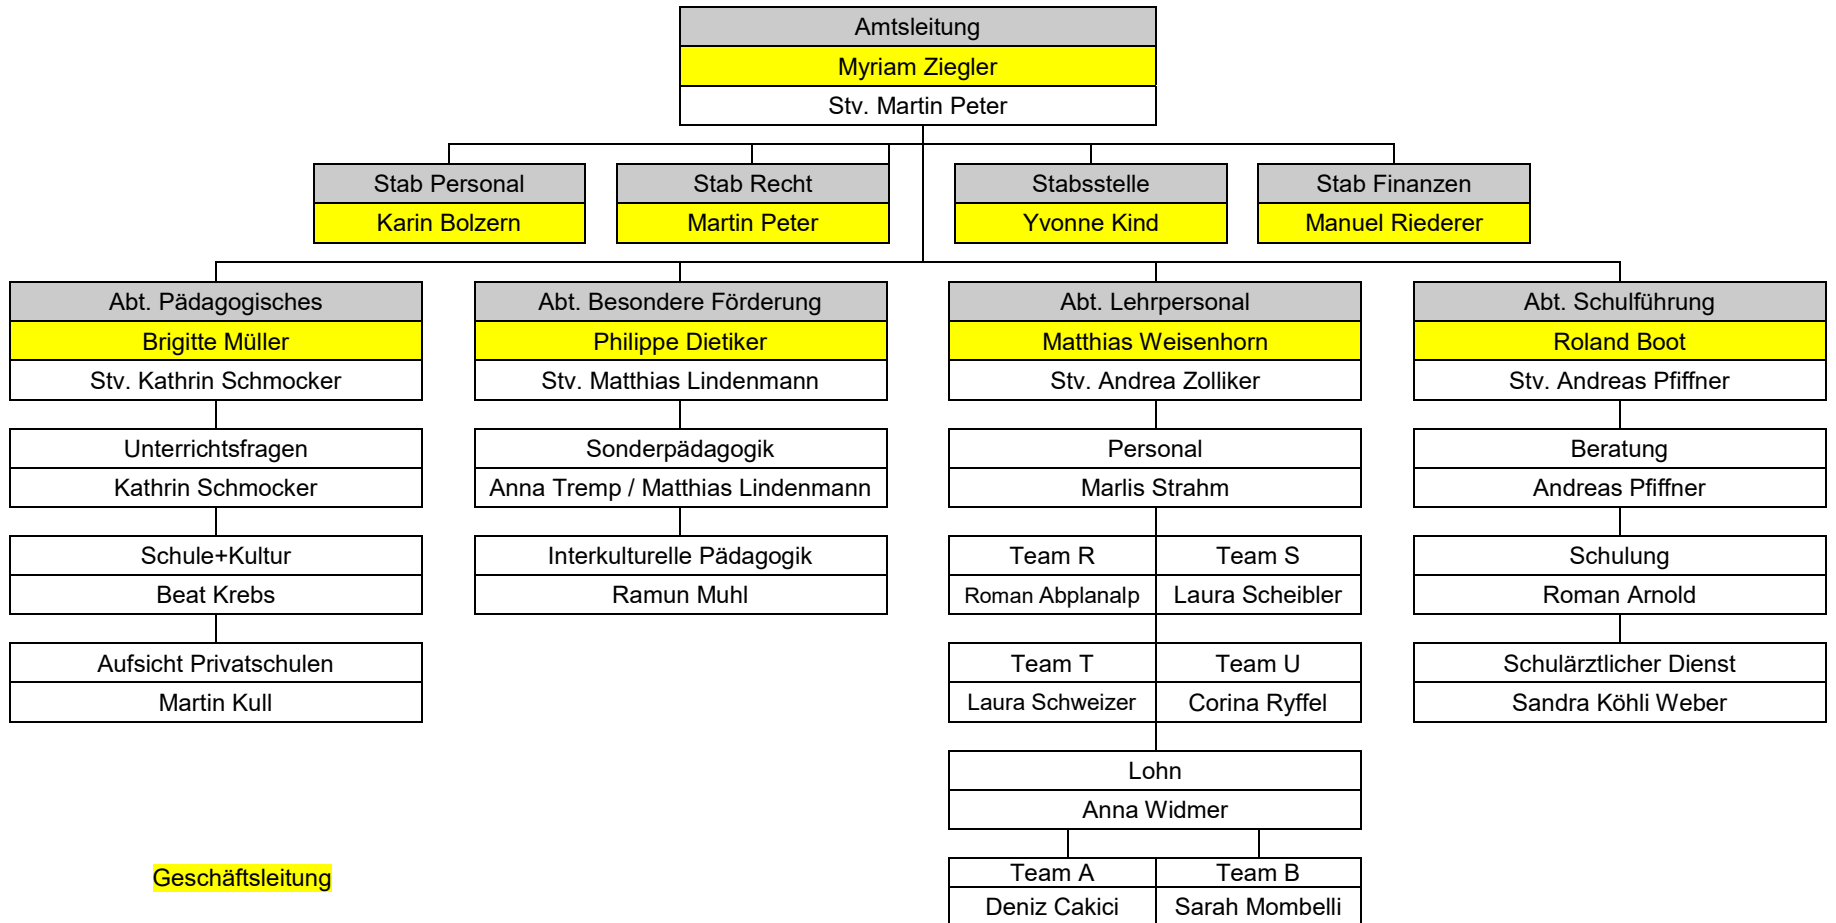 Amtsleitung
Myriam Ziegler
Stv. Martin Peter
Stab Personal
Karin Bolzern
Stab Recht
Martin Peter
Stabsstelle
Yvonne Kind
Stab Finanzen
Manuel Riederer
Abt. Pädagogisches
Brigitte Müller
Stv. Kathrin Schmocker
Unterrichtsfragen
Kathrin Schmocker
Schule+Kultur
Beat Krebs
Aufsicht Privatschulen
Martin Kull
Abt. Besondere Förderung
Philippe Dietiker
Stv. Matthias Lindenmann
Sonderpädagogik
Anna Tremp / Matthias Lindenmann
Interkulturelle Pädagogik
Ramun Muhl
Abt. Lehrpersonal
Matthias Weisenhorn
Stv. Andrea Zolliker
Personal
Marlis Strahm
Team R
Roman Abplanalp
Team S
Laura Scheibler
Team T
Laura Schweizer
Team U
Corina Ryffel
Lohn
Anna Widmer
Team A
Deniz Cakici
Team B
Sarah Mombelli
Abt. Schulführung
Roland Boot
Stv. Andreas Pfiffner
Beratung
Andreas Pfiffner
Schulung
Roman Arnold
Schulärztlicher Dienst
Sandra Köhli Weber
Geschäftsleitung